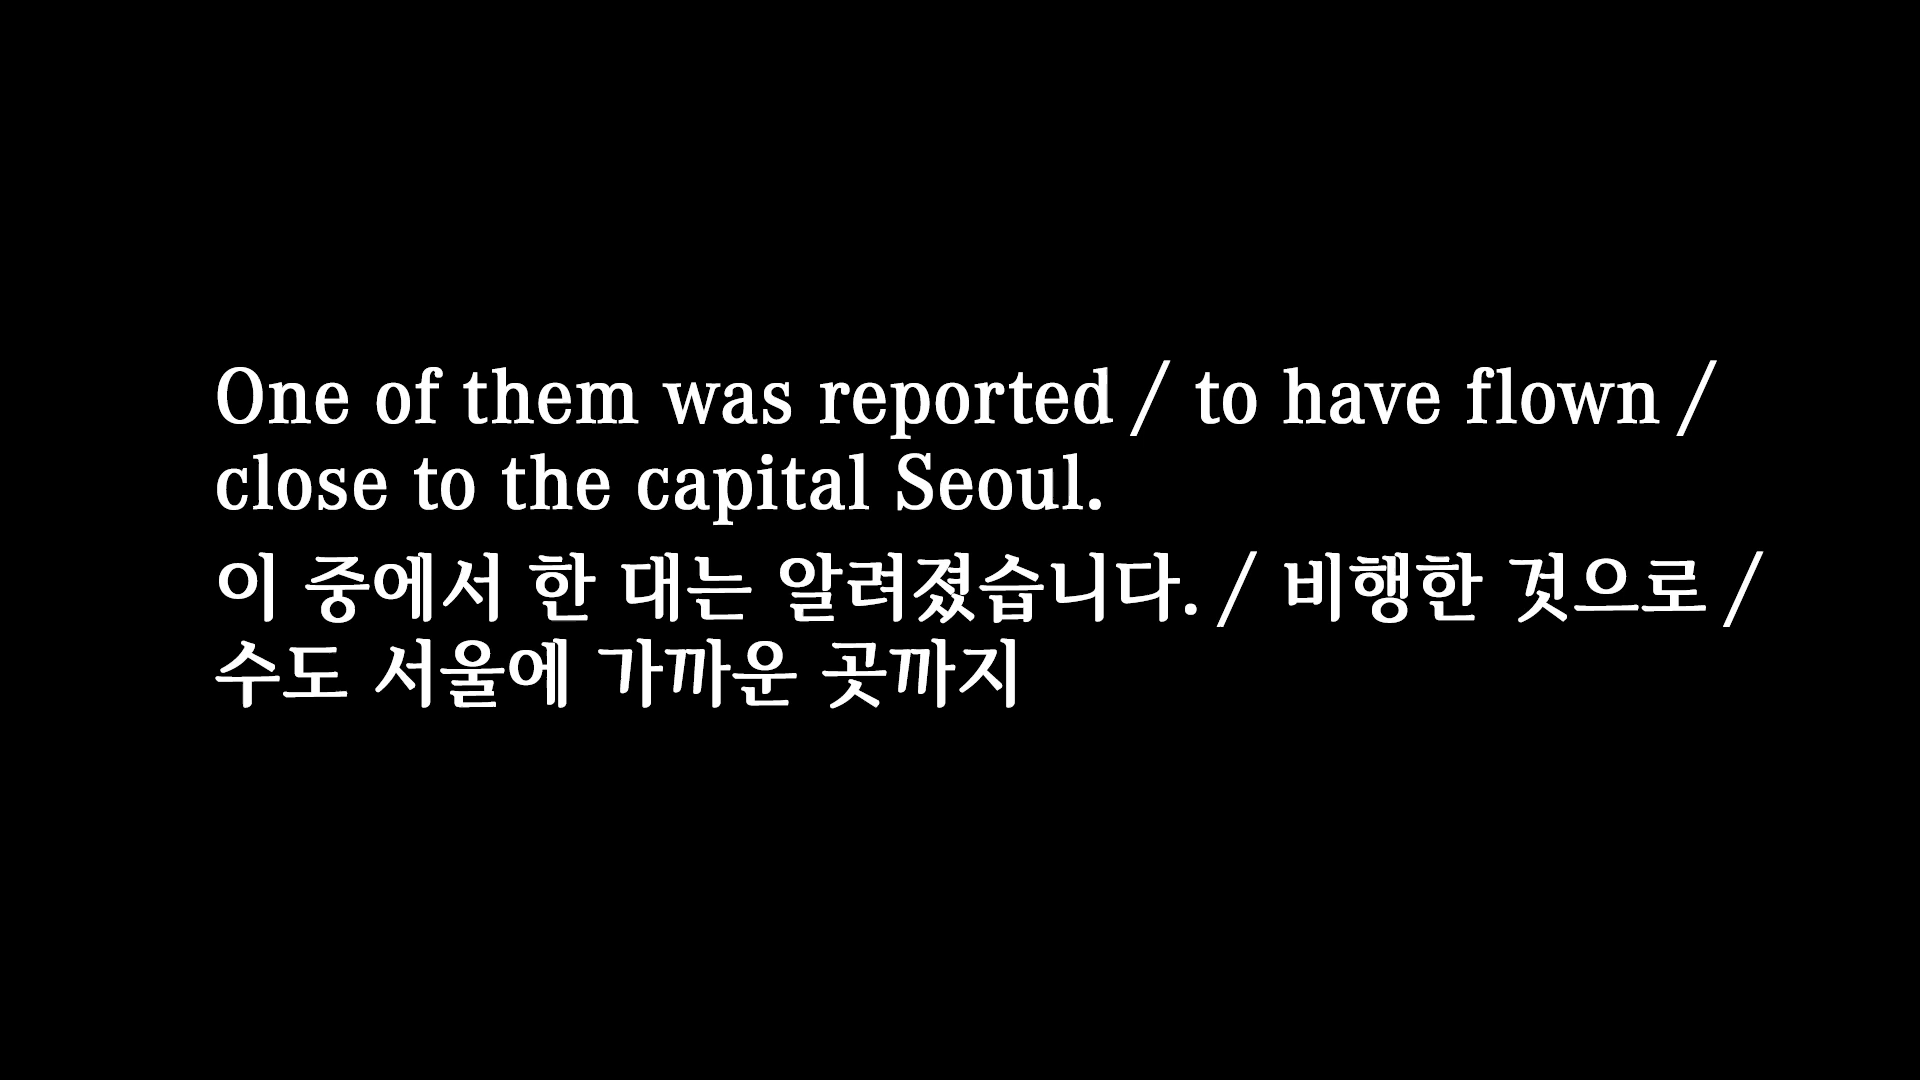 One of them was reported / to have flown /
close to the capital Seoul.
이 중에서 한 대는 알려졌습니다. / 비행한 것으로 /
수도 서울에 가까운 곳까지